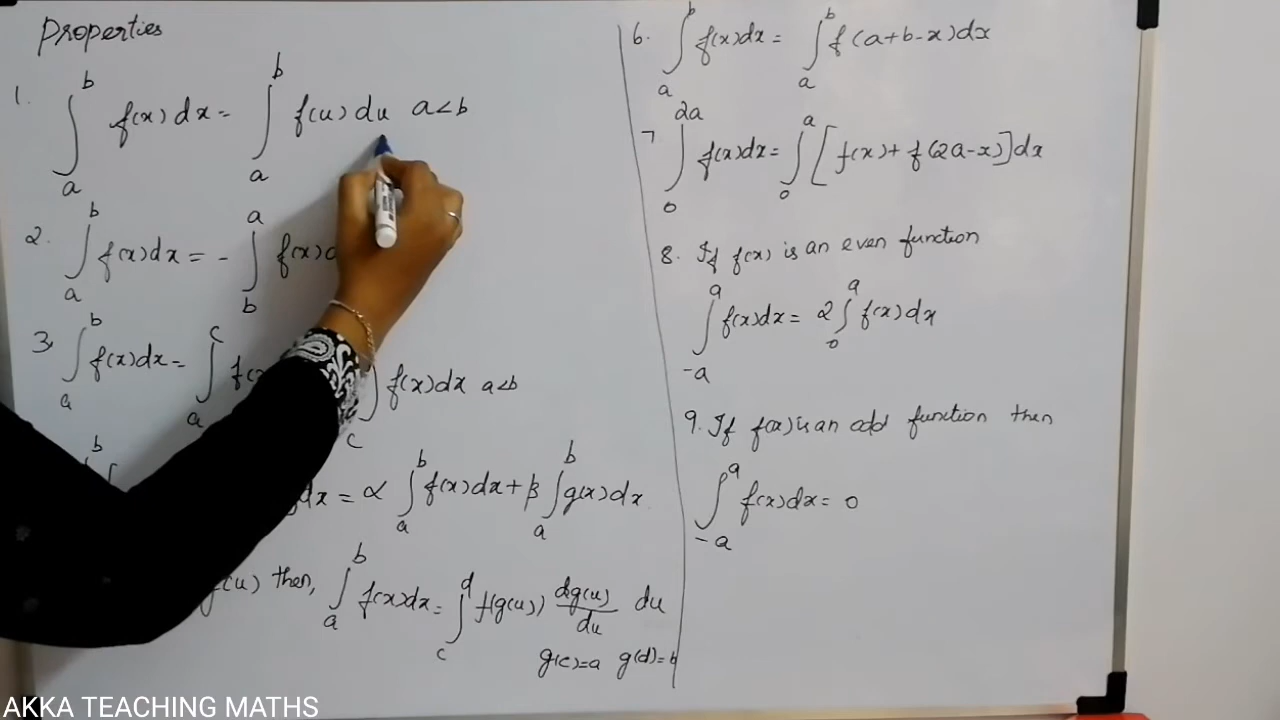 Properties
1. ∫_a^b f(x) dx = ∫_a^b f(u) du a<b
2. ∫_a^b f(x) dx = - ∫_b^a f(x)
3. ∫_a^b f(x) dx = ∫_a^c ∫_c f(x) dx a<b
∫^b dx = α ∫_a^b f(x) dx + β ∫_a^b g(x) dx
(u) then, ∫_a^b f(x) dx = ∫_c^d f(g(u)) dg(u)/du du
g(c)=a g(d)=b
6. ∫_a^b f(x) dx = ∫_a^b f(a+b-x) dx
7 ∫_0^2a f(x) dx = ∫_0^a [f(x) + f(2a-x)] dx
8. If f(x) is an even function
∫_-a^a f(x) dx = 2 ∫_0^a f(x) dx
9. If f(x) is an odd function then
∫_-a^a f(x) dx = 0
AKKA TEACHING MATHS